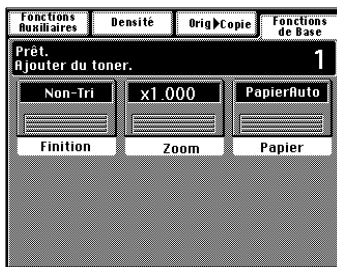 Fonctions
Auxiliaires
Densité
Orig▶Copie
Fonctions
de Base
Prêt.
Ajouter du toner.
1
Non-Tri
x1.000
PapierAuto
Finition
Zoom
Papier